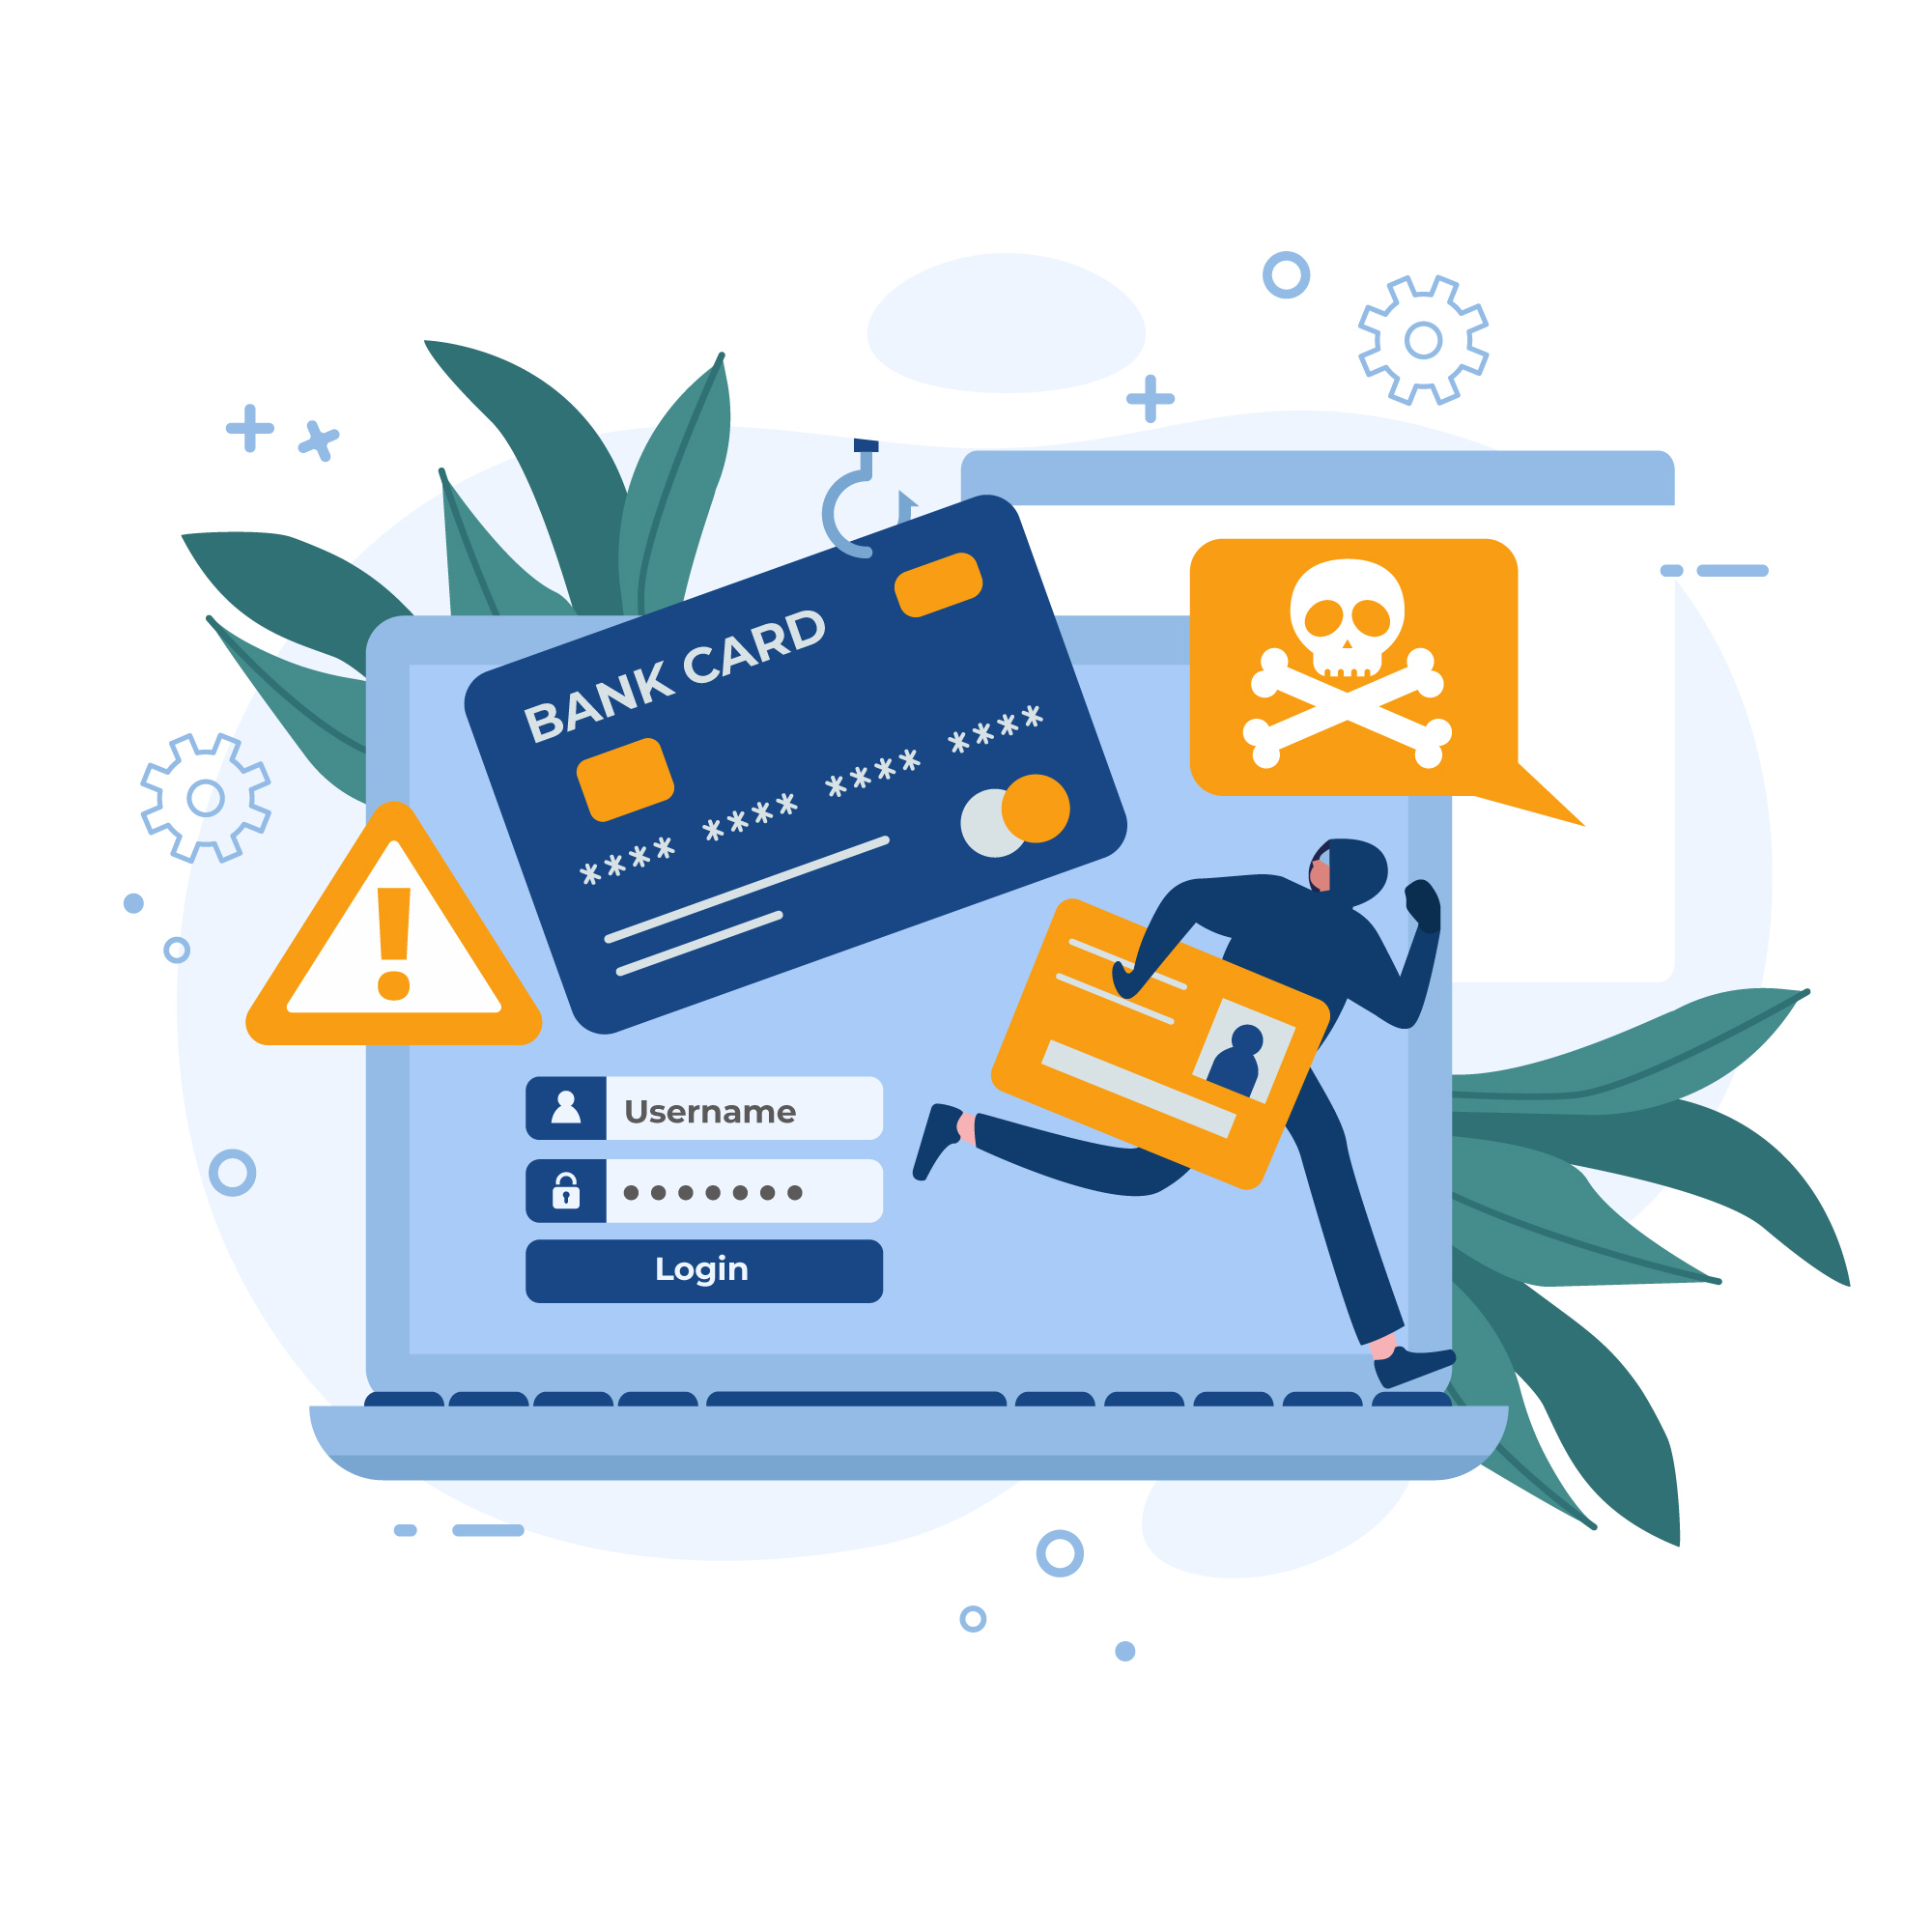 BANK CARD
**** **** **** ****
!
Username
•••••••
Login